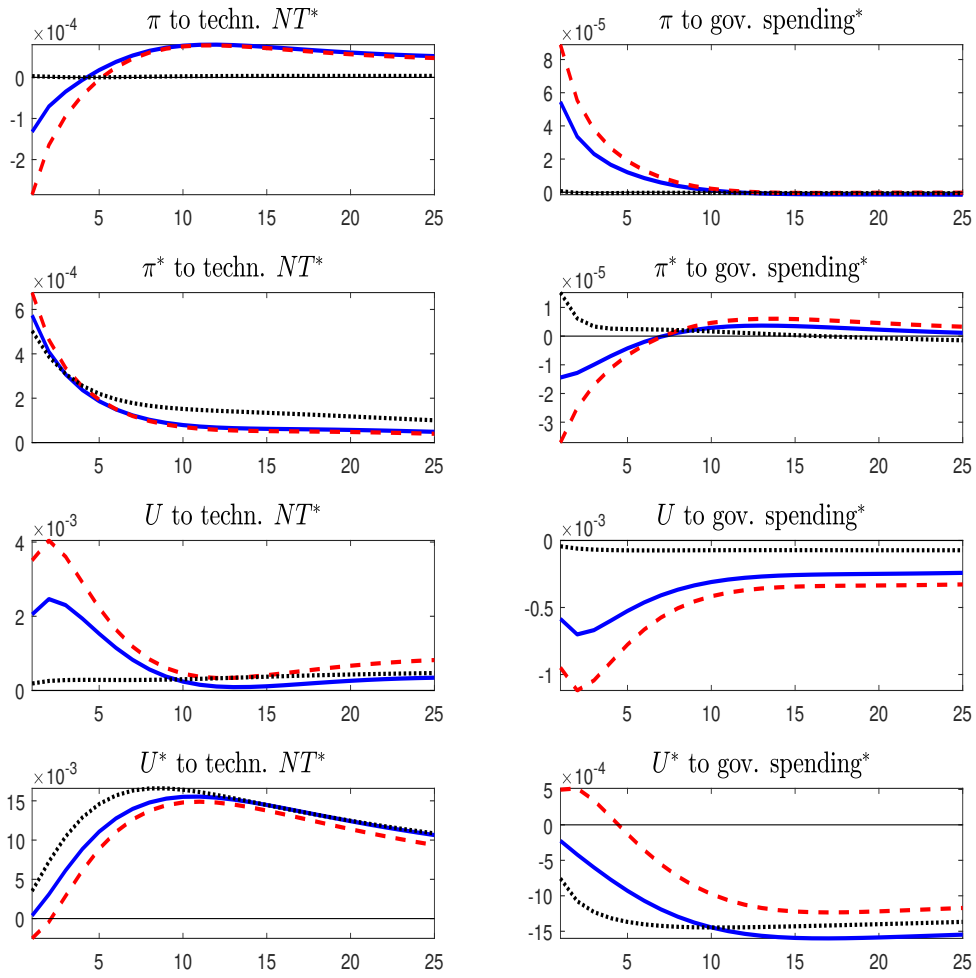 π to techn. NT*
×10⁻⁴
0
-1
-2
5 10 15 20 25
π to gov. spending*
×10⁻⁵
8
6
4
2
0
5 10 15 20 25
π* to techn. NT*
×10⁻⁴
6
4
2
0
5 10 15 20 25
π* to gov. spending*
×10⁻⁵
1
0
-1
-2
-3
5 10 15 20 25
U to techn. NT*
×10⁻³
4
2
0
5 10 15 20 25
U to gov. spending*
×10⁻³
0
-0.5
-1
5 10 15 20 25
U* to techn. NT*
×10⁻³
15
10
5
0
5 10 15 20 25
U* to gov. spending*
×10⁻⁴
5
0
-5
-10
-15
5 10 15 20 25